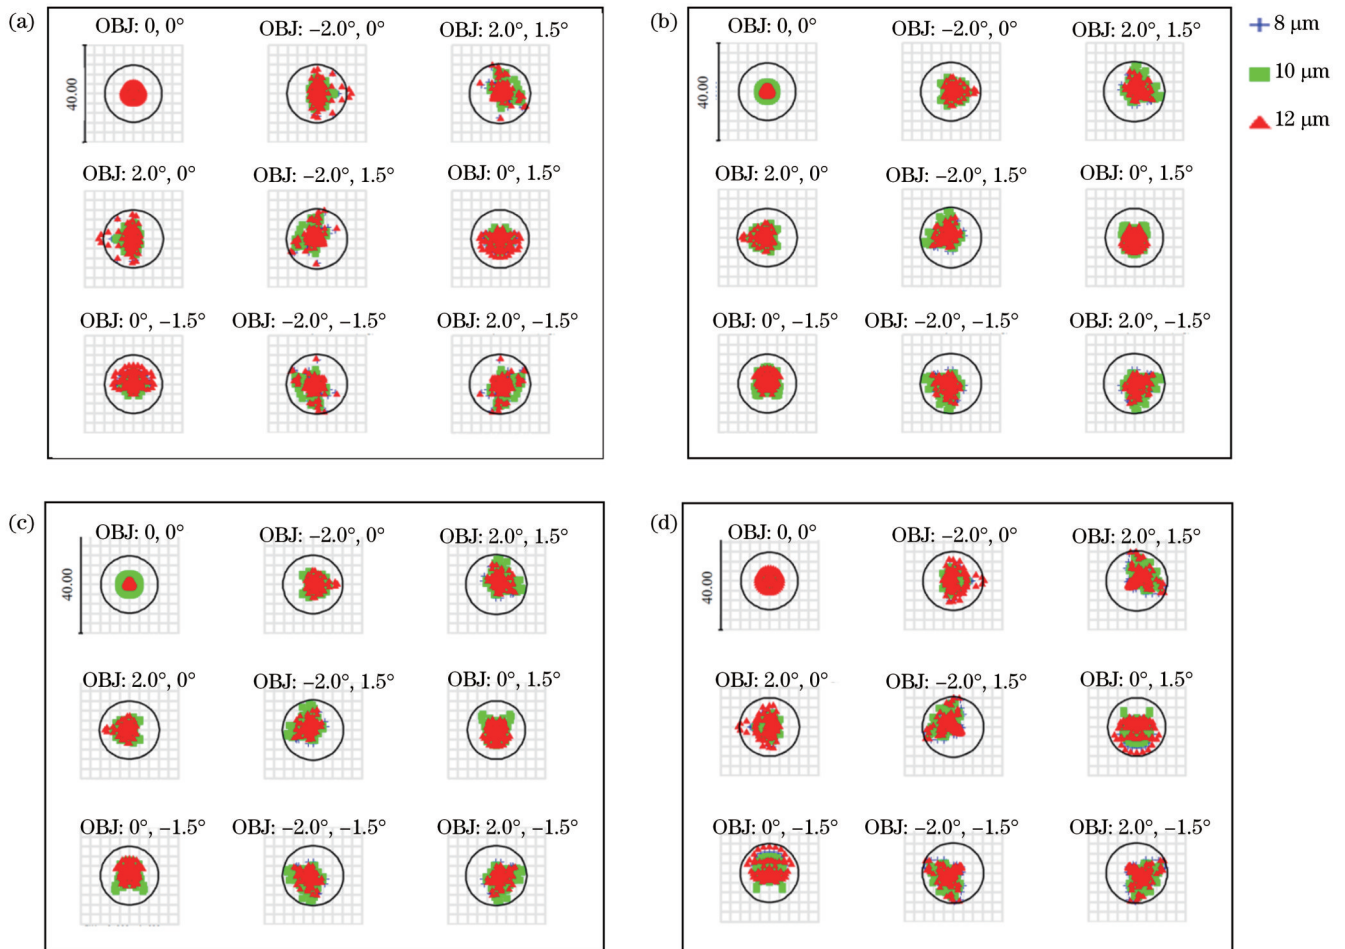 (a)
OBJ: 0, 0°
OBJ: −2.0°, 0°
OBJ: 2.0°, 1.5°
40.00
OBJ: 2.0°, 0°
OBJ: −2.0°, 1.5°
OBJ: 0°, 1.5°
OBJ: 0°, −1.5°
OBJ: −2.0°, −1.5°
OBJ: 2.0°, −1.5°
(b)
OBJ: 0, 0°
OBJ: −2.0°, 0°
OBJ: 2.0°, 1.5°
40.00
OBJ: 2.0°, 0°
OBJ: −2.0°, 1.5°
OBJ: 0°, 1.5°
OBJ: 0°, −1.5°
OBJ: −2.0°, −1.5°
OBJ: 2.0°, −1.5°
8 μm
10 μm
12 μm
(c)
OBJ: 0, 0°
OBJ: −2.0°, 0°
OBJ: 2.0°, 1.5°
40.00
OBJ: 2.0°, 0°
OBJ: −2.0°, 1.5°
OBJ: 0°, 1.5°
OBJ: 0°, −1.5°
OBJ: −2.0°, −1.5°
OBJ: 2.0°, −1.5°
(d)
OBJ: 0, 0°
OBJ: −2.0°, 0°
OBJ: 2.0°, 1.5°
40.00
OBJ: 2.0°, 0°
OBJ: −2.0°, 1.5°
OBJ: 0°, 1.5°
OBJ: 0°, −1.5°
OBJ: −2.0°, −1.5°
OBJ: 2.0°, −1.5°